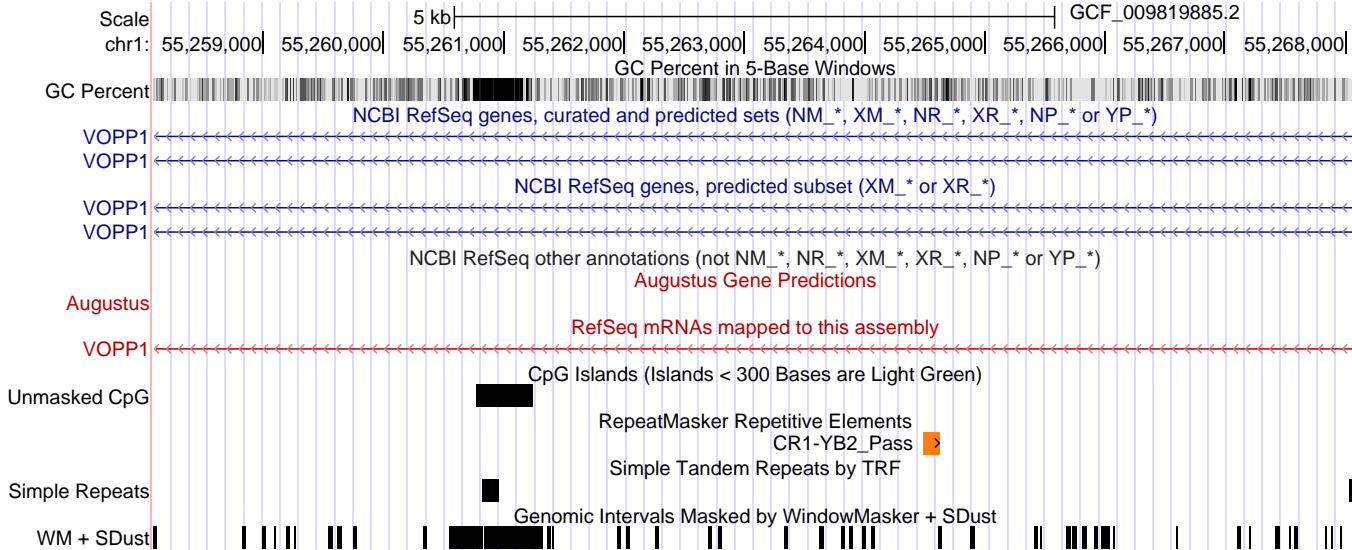 Scale 5 kb GCF_009819885.2
chr1: 55,259,000 55,260,000 55,261,000 55,262,000 55,263,000 55,264,000 55,265,000 55,266,000 55,267,000 55,268,000
GC Percent in 5-Base Windows
GC Percent
NCBI RefSeq genes, curated and predicted sets (NM_*, XM_*, NR_*, XR_*, NP_* or YP_*)
VOPP1
VOPP1
NCBI RefSeq genes, predicted subset (XM_* or XR_*)
VOPP1
VOPP1
NCBI RefSeq other annotations (not NM_*, NR_*, XM_*, XR_*, NP_* or YP_*)
Augustus Gene Predictions
Augustus
RefSeq mRNAs mapped to this assembly
VOPP1
CpG Islands (Islands < 300 Bases are Light Green)
Unmasked CpG
RepeatMasker Repetitive Elements
CR1-YB2_Pass
Simple Tandem Repeats by TRF
Simple Repeats
Genomic Intervals Masked by WindowMasker + SDust
WM + SDust